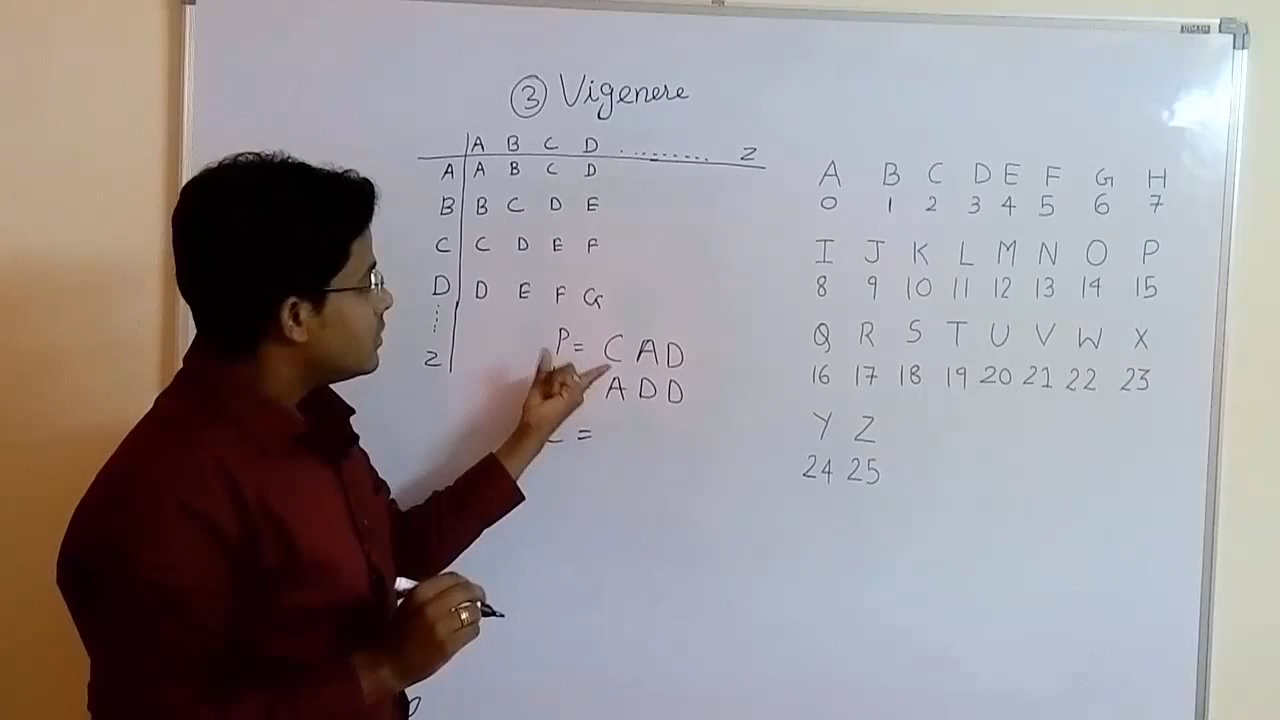 ③ Vigenere
A B C D .......... Z
A A B C D
B B C D E
C C D E F
D D E F G
Z
P = C A D
A D D
C =
A B C D E F G H
0 1 2 3 4 5 6 7
I J K L M N O P
8 9 10 11 12 13 14 15
Q R S T U V W X
16 17 18 19 20 21 22 23
Y Z
24 25